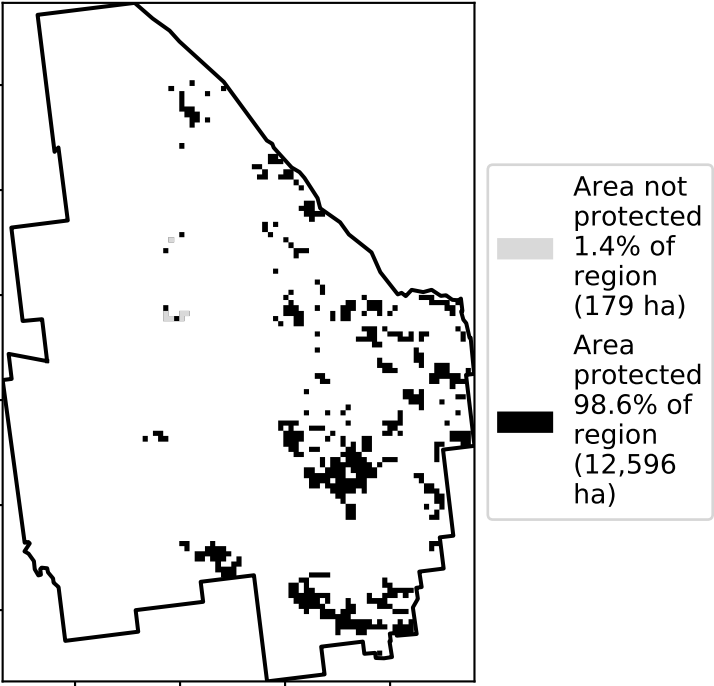 Area not
protected
1.4% of
region
(179 ha)
Area
protected
98.6% of
region
(12,596
ha)